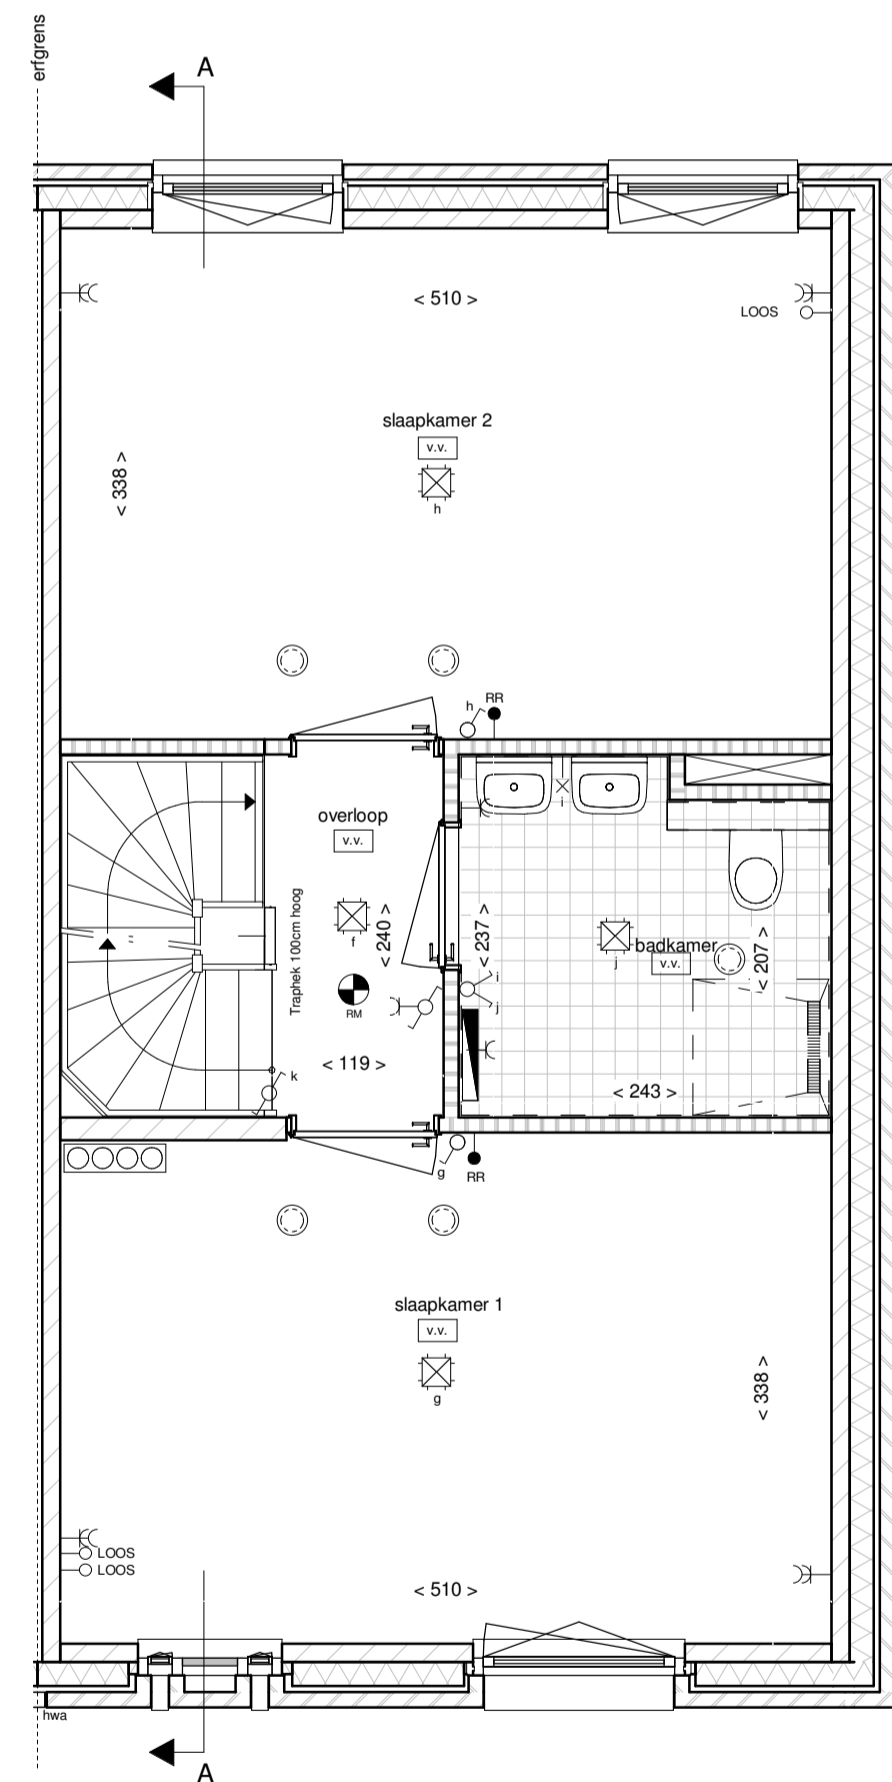 erfgrens
A
< 510 >
LOOS
slaapkamer 2
v.v.
h
< 338 >
h
RR
overloop
v.v.
i
Traphek 100cm hoog
f
< 240 >
< 237 >
j
badkamer
v.v.
< 207 >
RM
i
j
< 119 >
k
< 243 >
g
RR
slaapkamer 1
v.v.
g
< 338 >
LOOS
LOOS
< 510 >
hwa
A